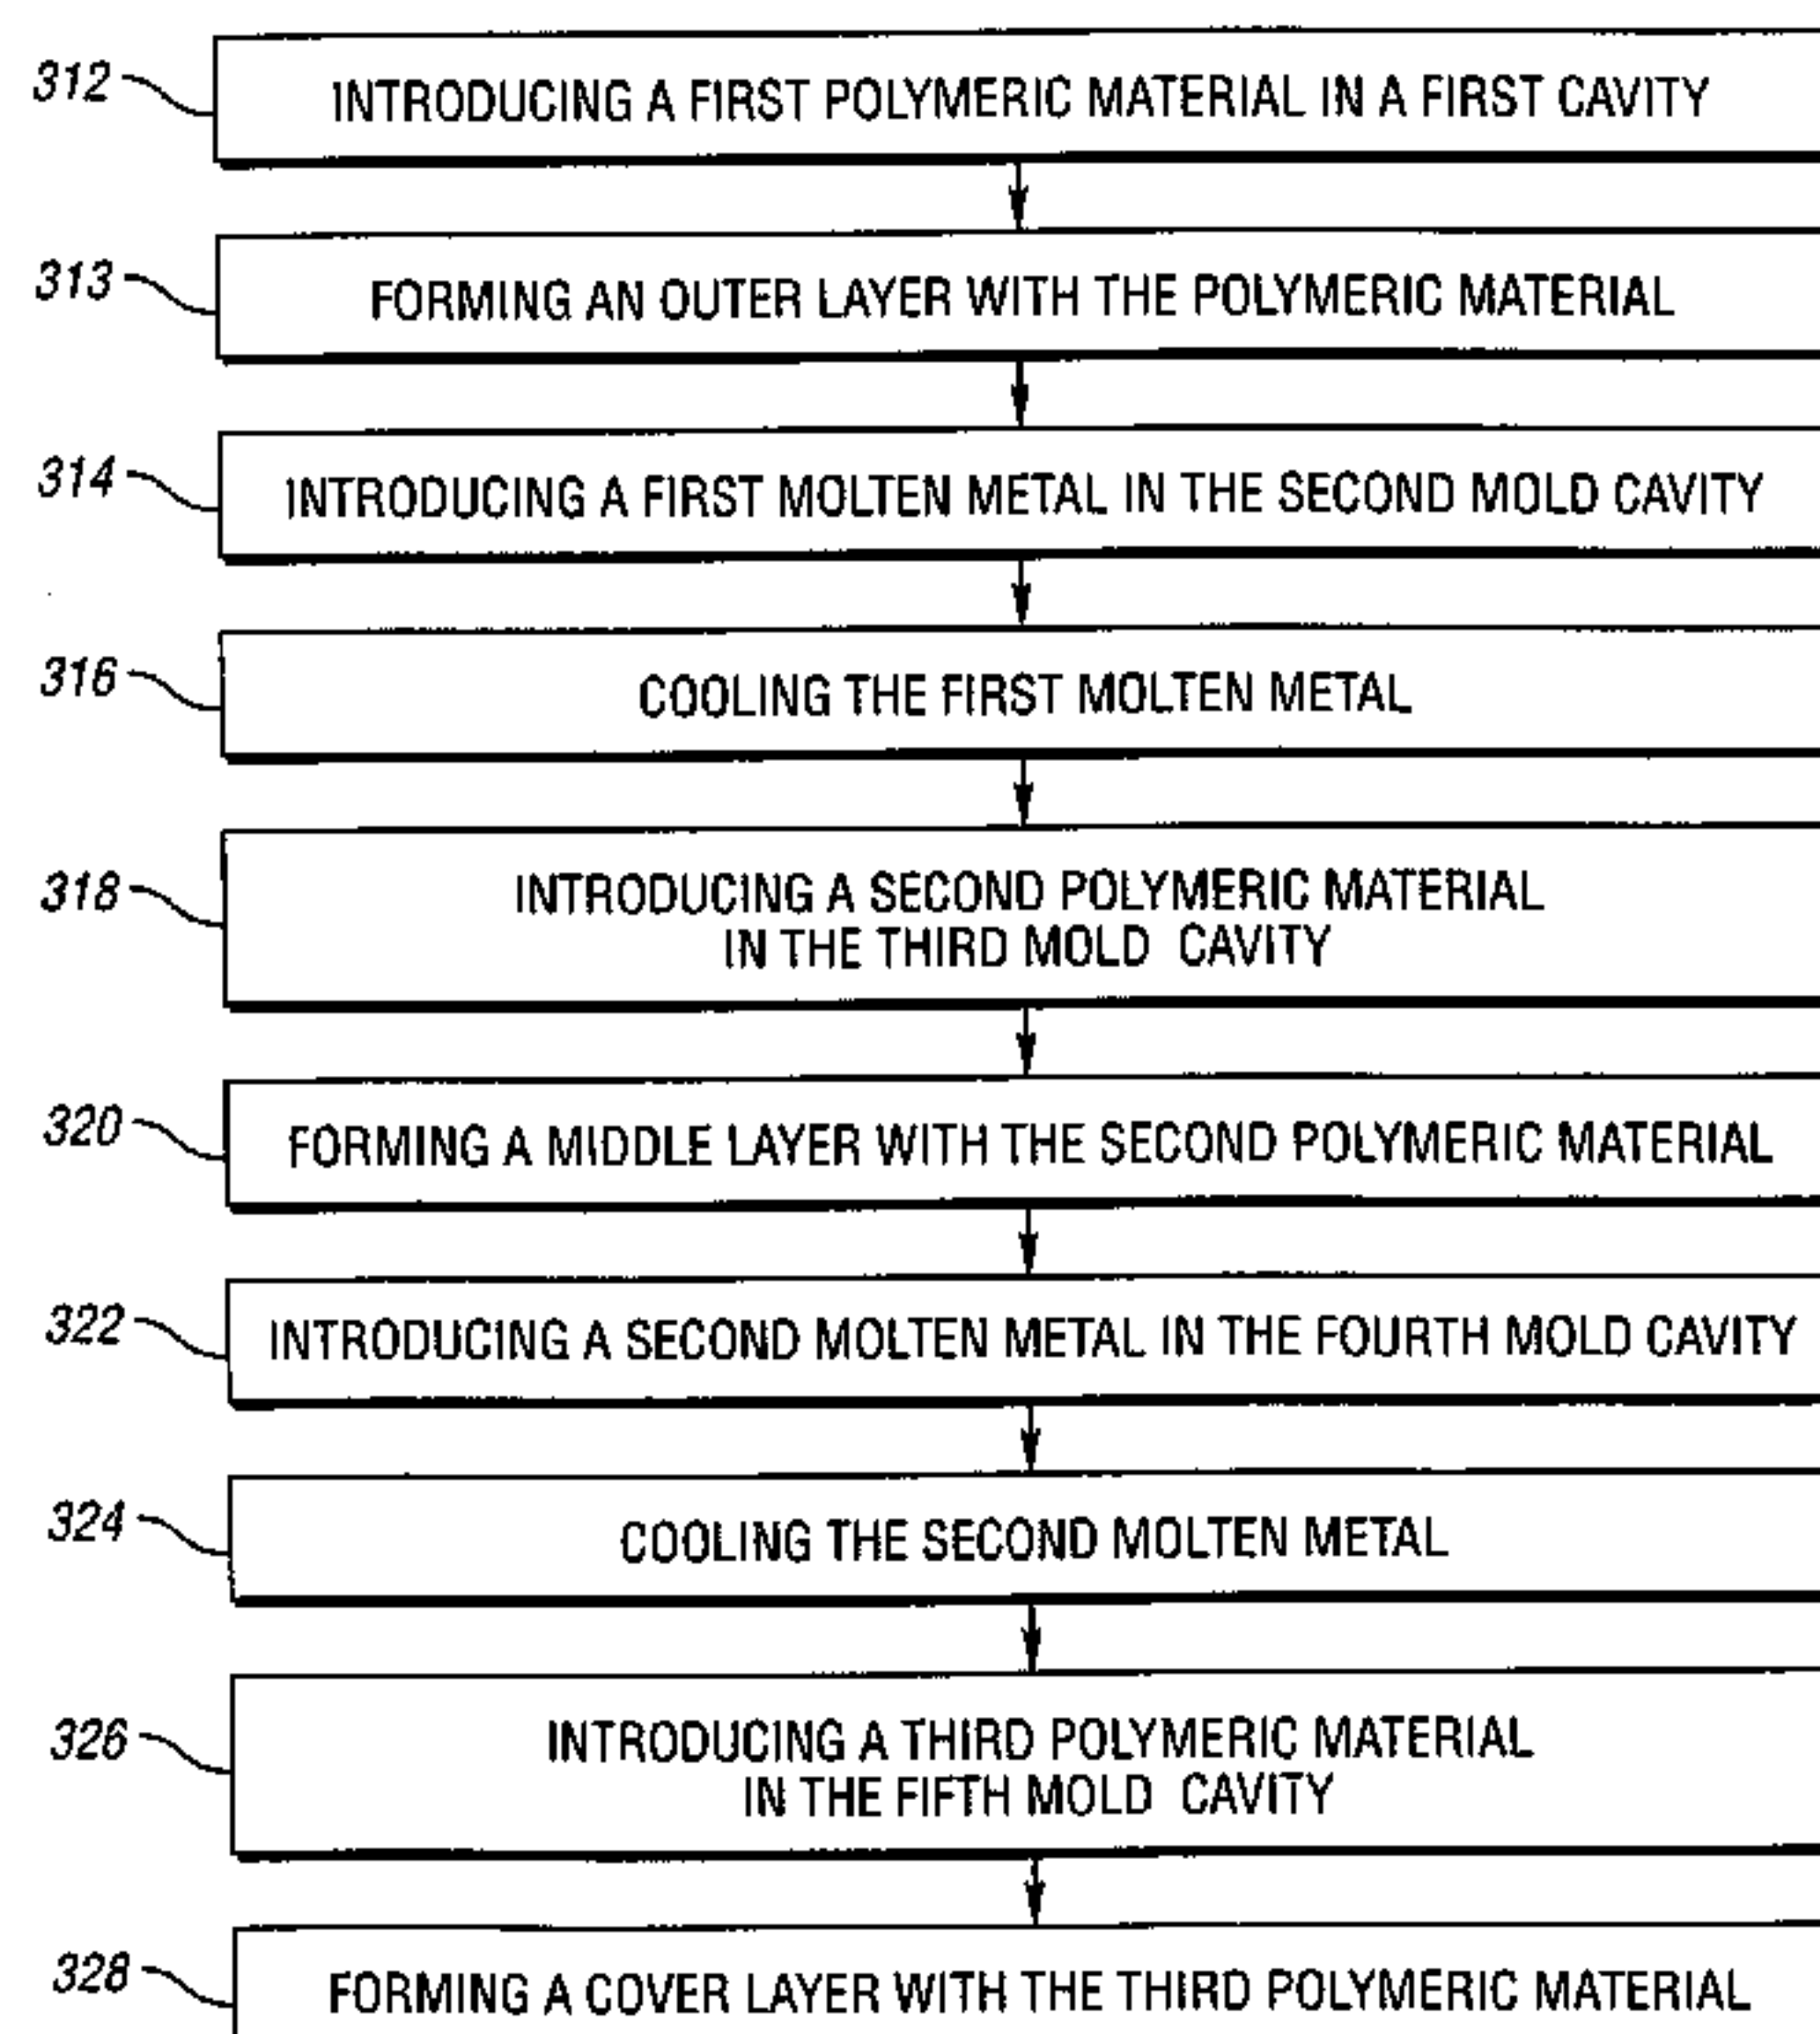 312
INTRODUCING A FIRST POLYMERIC MATERIAL IN A FIRST CAVITY
313
FORMING AN OUTER LAYER WITH THE POLYMERIC MATERIAL
314
INTRODUCING A FIRST MOLTEN METAL IN THE SECOND MOLD CAVITY
316
COOLING THE FIRST MOLTEN METAL
318
INTRODUCING A SECOND POLYMERIC MATERIAL
IN THE THIRD MOLD CAVITY
320
FORMING A MIDDLE LAYER WITH THE SECOND POLYMERIC MATERIAL
322
INTRODUCING A SECOND MOLTEN METAL IN THE FOURTH MOLD CAVITY
324
COOLING THE SECOND MOLTEN METAL
326
INTRODUCING A THIRD POLYMERIC MATERIAL
IN THE FIFTH MOLD CAVITY
328
FORMING A COVER LAYER WITH THE THIRD POLYMERIC MATERIAL